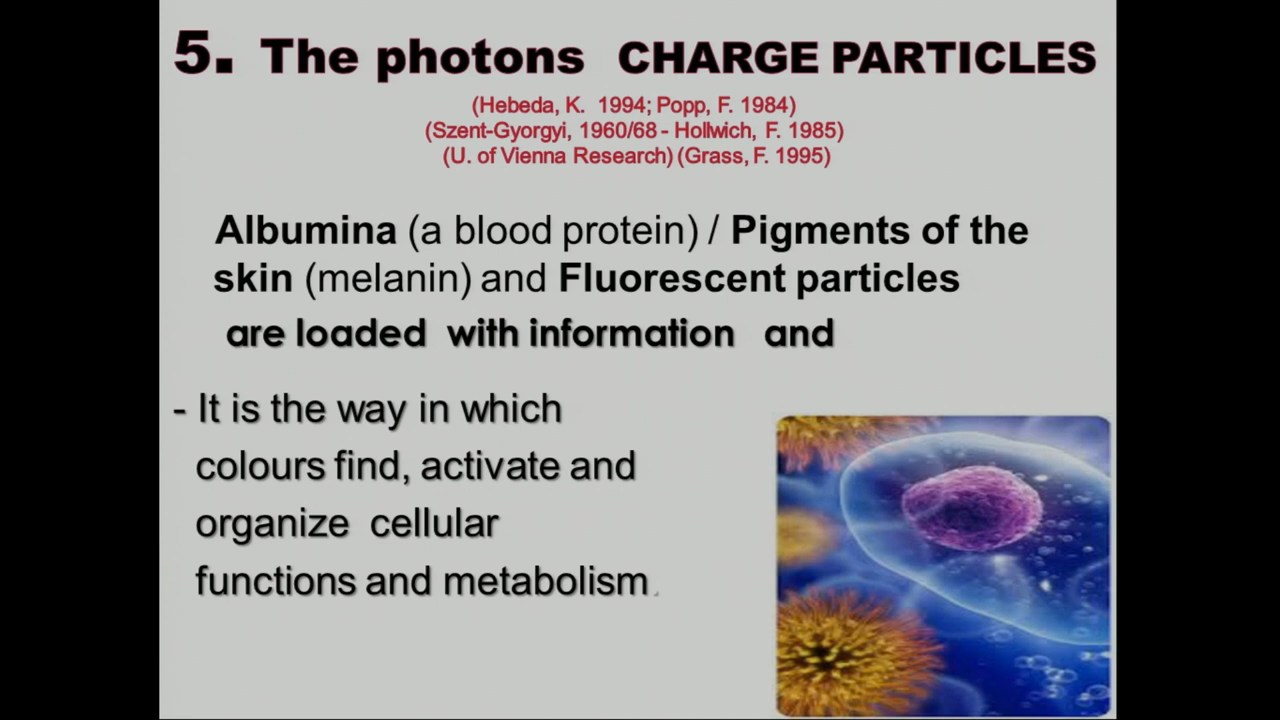 5. The photons CHARGE PARTICLES
(Hebeda, K. 1994; Popp, F. 1984)
(Szent-Gyorgyi, 1960/68 - Hollwich, F. 1985)
(U. of Vienna Research) (Grass, F. 1995)
Albumina (a blood protein) / Pigments of the
skin (melanin) and Fluorescent particles
are loaded with information and
- It is the way in which
colours find, activate and
organize cellular
functions and metabolism.